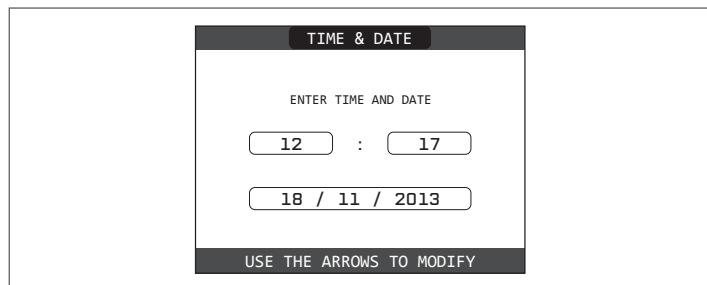 TIME & DATE
ENTER TIME AND DATE
12 : 17
18 / 11 / 2013
USE THE ARROWS TO MODIFY